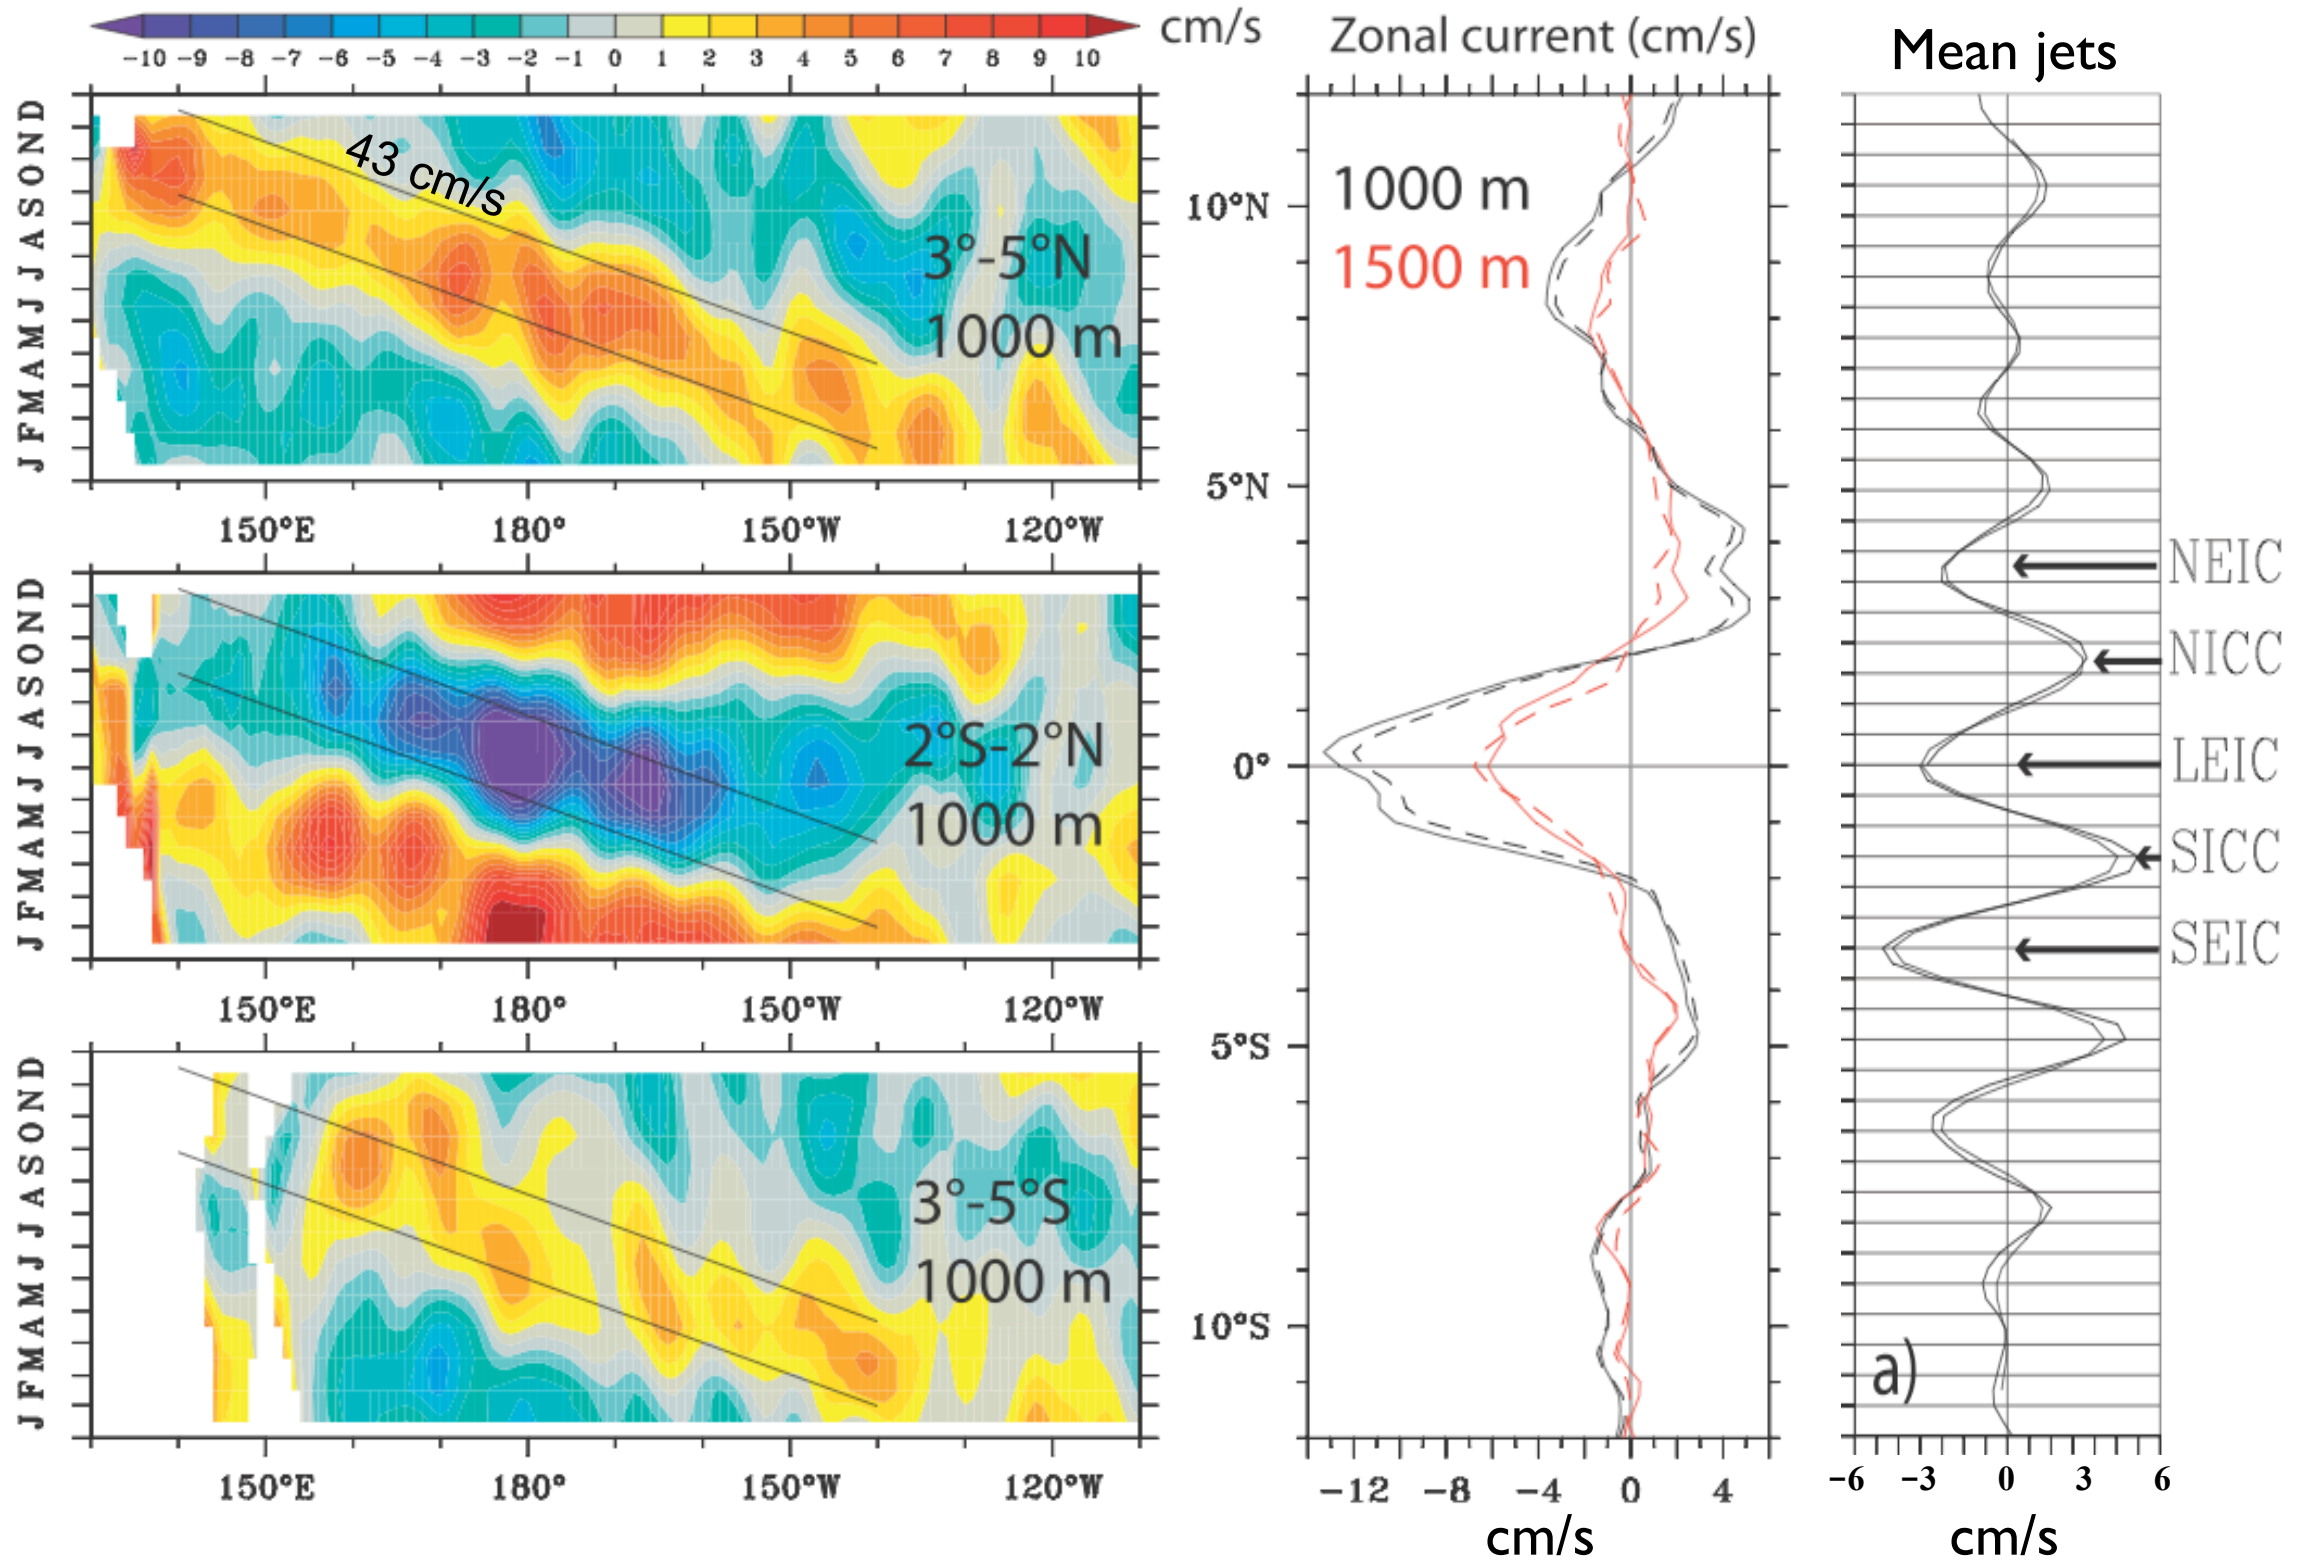 cm/s
−10 −9 −8 −7 −6 −5 −4 −3 −2 −1 0 1 2 3 4 5 6 7 8 9 10
J F M A M J J A S O N D
43 cm/s
3°-5°N
1000 m
150°E 180° 150°W 120°W
J F M A M J J A S O N D
2°S-2°N
1000 m
150°E 180° 150°W 120°W
J F M A M J J A S O N D
3°-5°S
1000 m
150°E 180° 150°W 120°W
Zonal current (cm/s)
1000 m
1500 m
10°N
5°N
0°
5°S
10°S
−12 −8 −4 0 4
cm/s
Mean jets
NEIC
NICC
LEIC
SICC
SEIC
a)
−6 −3 0 3 6
cm/s